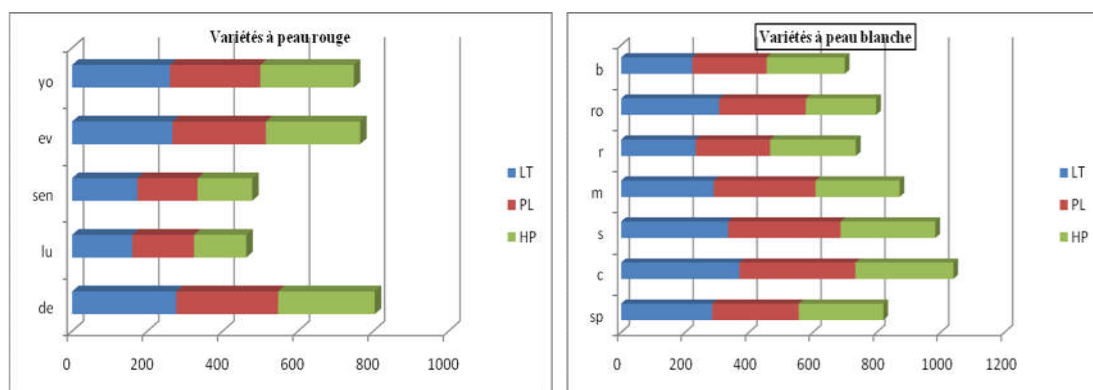 Variétés à peau rouge
yo
ev
sen
lu
de
0 200 400 600 800 1000
LT
PL
HP
Variétés à peau blanche
b
ro
r
m
s
c
sp
0 200 400 600 800 1000 1200
LT
PL
HP